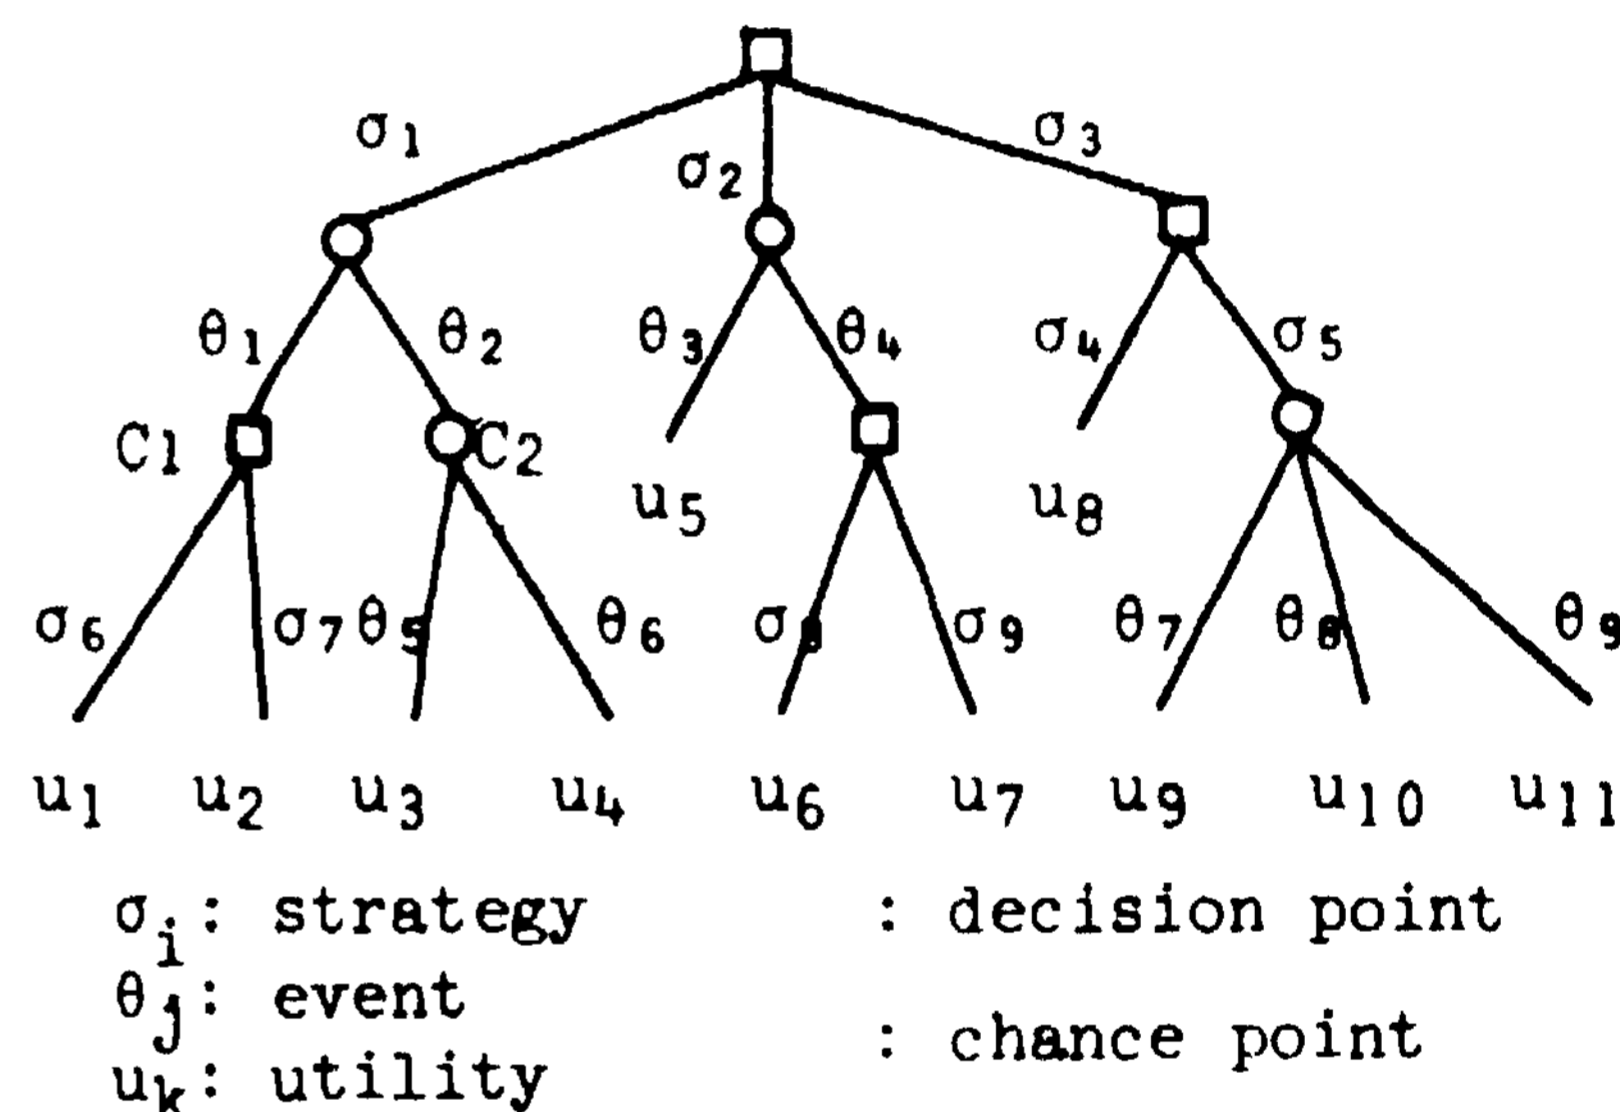 σ1 σ2 σ3
θ1 θ2 θ3 θ4 σ4 σ5
C1 C2
u5 u8
σ6 σ7 θ5 θ6 σ8 σ9 θ7 θ8 θ9
u1 u2 u3 u4 u6 u7 u9 u10 u11
σi: strategy : decision point
θj: event
: chance point
uk: utility